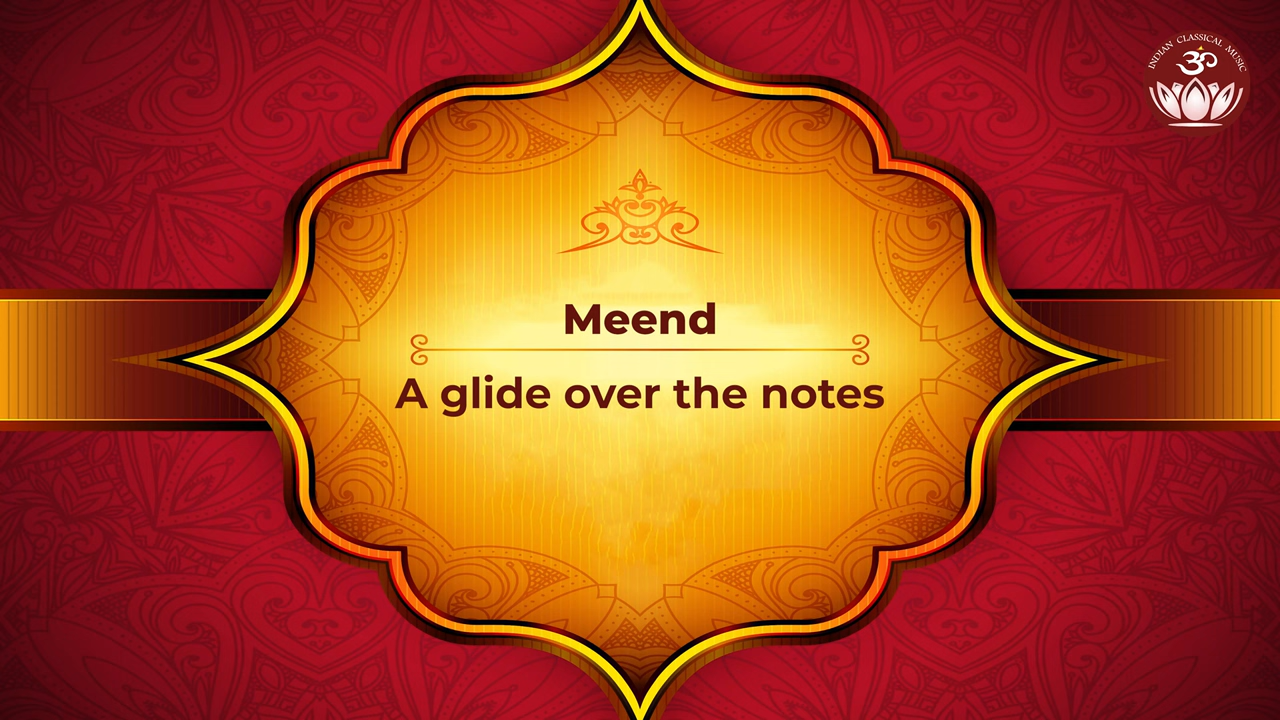 INDIAN CLASSICAL MUSIC
ॐ
Meend
A glide over the notes